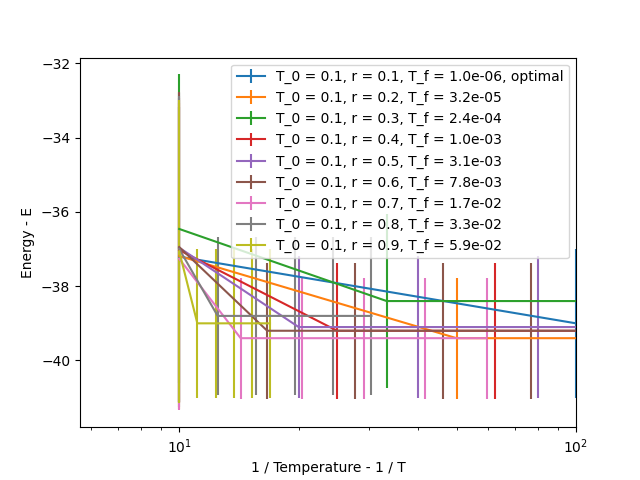 −32
−34
−36
−38
−40
Energy - E
T_0 = 0.1, r = 0.1, T_f = 1.0e-06, optimal
T_0 = 0.1, r = 0.2, T_f = 3.2e-05
T_0 = 0.1, r = 0.3, T_f = 2.4e-04
T_0 = 0.1, r = 0.4, T_f = 1.0e-03
T_0 = 0.1, r = 0.5, T_f = 3.1e-03
T_0 = 0.1, r = 0.6, T_f = 7.8e-03
T_0 = 0.1, r = 0.7, T_f = 1.7e-02
T_0 = 0.1, r = 0.8, T_f = 3.3e-02
T_0 = 0.1, r = 0.9, T_f = 5.9e-02
10¹ 10²
1 / Temperature - 1 / T